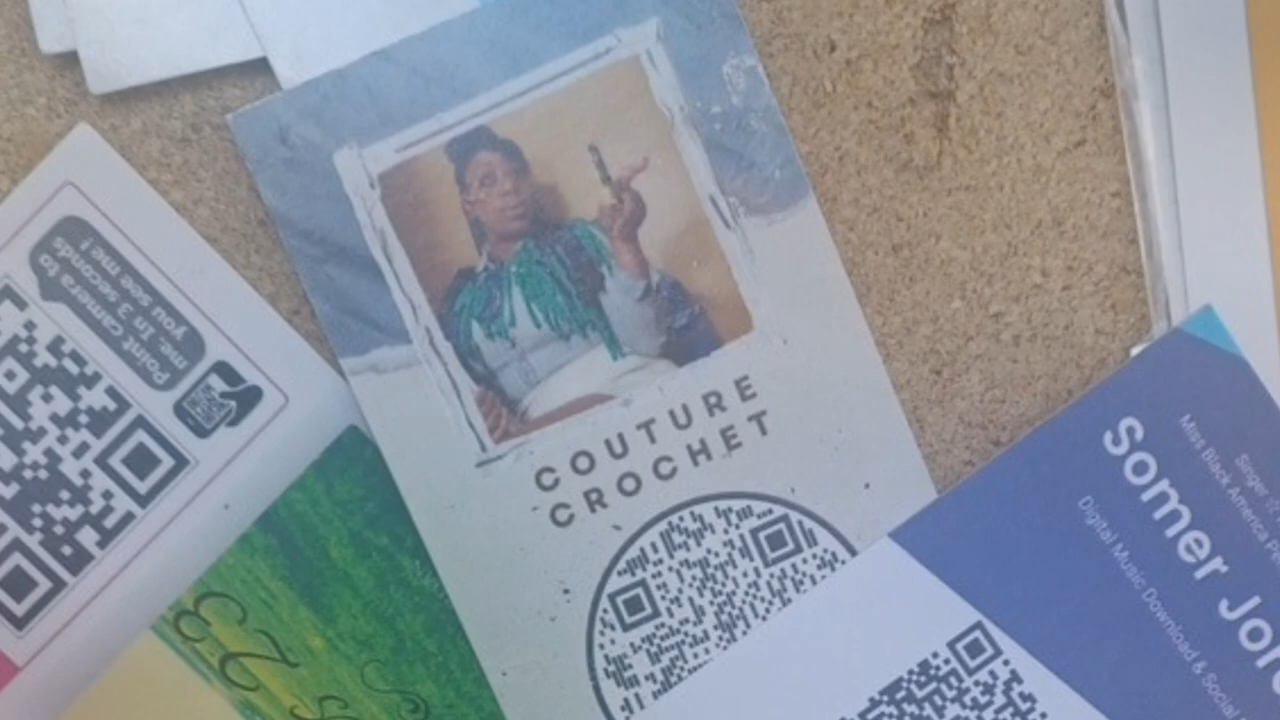 Point camera to
me. In 3 seconds
you see me !
COUTURE
CROCHET
EZ
Somer
Singer
Miss Black America
Digital Music Download & Social